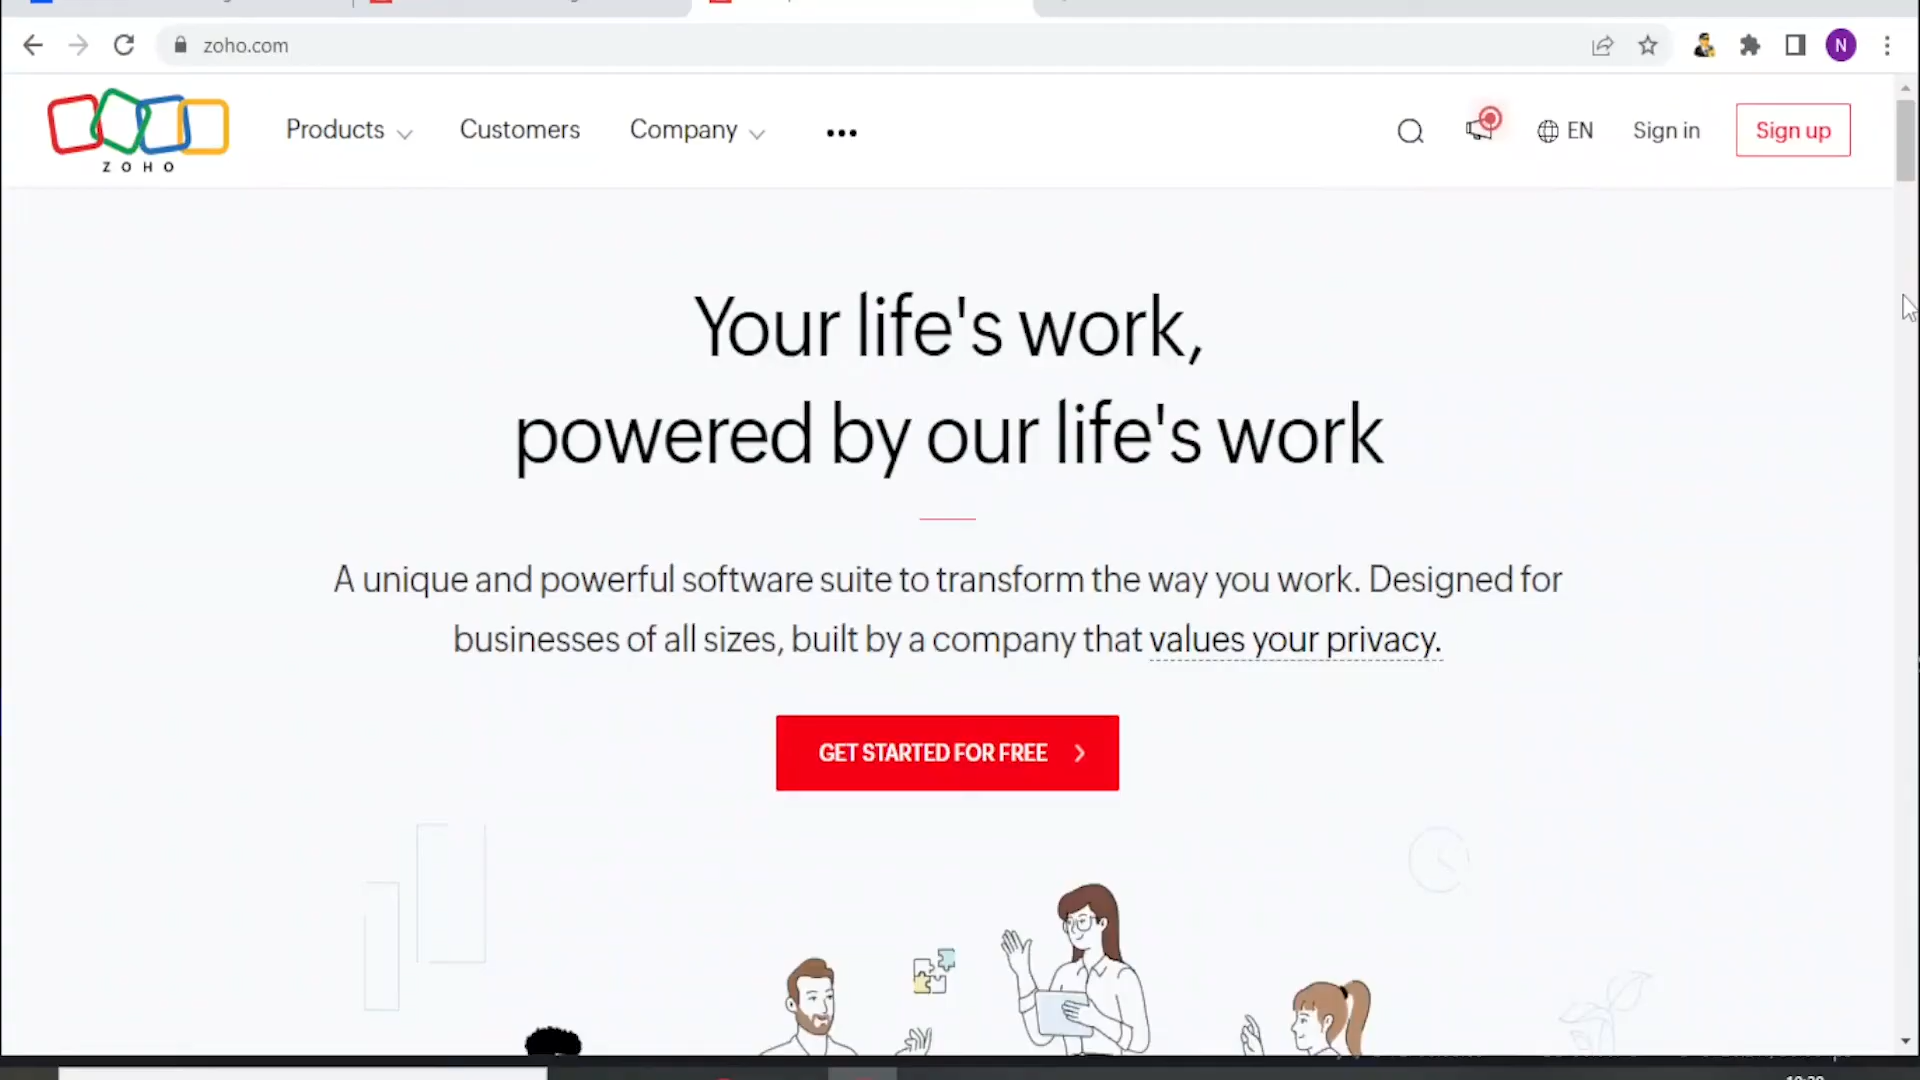 zoho.com
N
ZOHO
Products
Customers
Company
EN
Sign in
Sign up
Your life's work,
powered by our life's work
A unique and powerful software suite to transform the way you work. Designed for
businesses of all sizes, built by a company that values your privacy.
GET STARTED FOR FREE